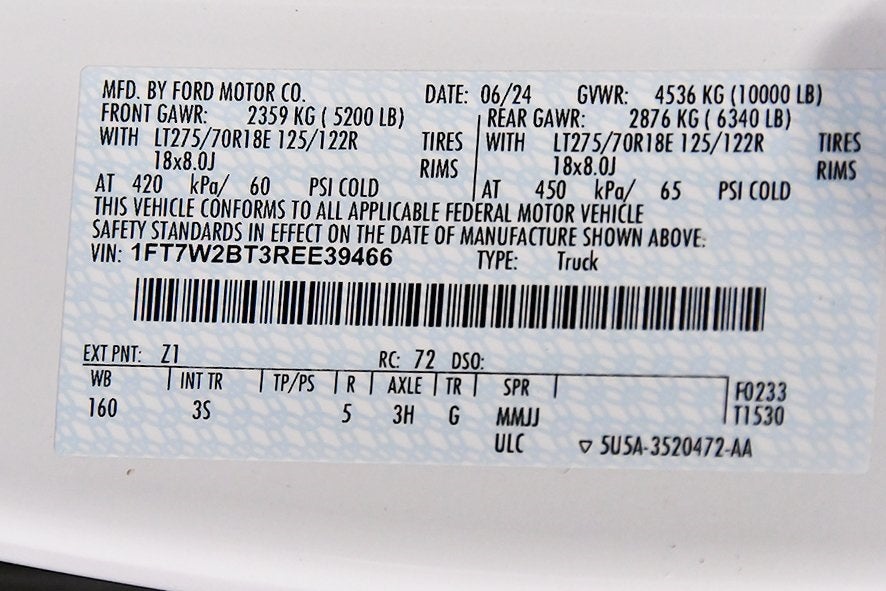 MFD. BY FORD MOTOR CO. DATE: 06/24 GVWR: 4536 KG (10000 LB)
FRONT GAWR: 2359 KG ( 5200 LB) REAR GAWR: 2876 KG ( 6340 LB)
WITH LT275/70R18E 125/122R TIRES WITH LT275/70R18E 125/122R TIRES
18x8.0J RIMS 18x8.0J RIMS
AT 420 kPa/ 60 PSI COLD AT 450 kPa/ 65 PSI COLD
THIS VEHICLE CONFORMS TO ALL APPLICABLE FEDERAL MOTOR VEHICLE
SAFETY STANDARDS IN EFFECT ON THE DATE OF MANUFACTURE SHOWN ABOVE.
VIN: 1FT7W2BT3REE39466 TYPE: Truck
EXT PNT: Z1 RC: 72 DSO:
WB INT TR TP/PS R AXLE TR SPR F0233
160 3S 5 3H G MMJJ T1530
ULC ▽ 5U5A-3520472-AA